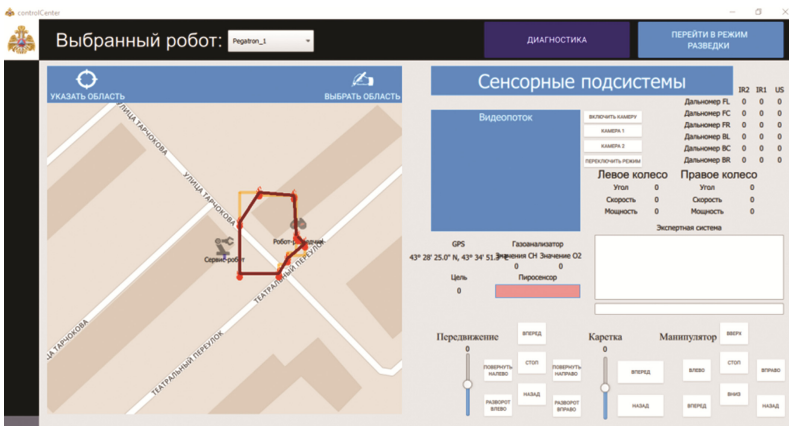 controlCenter
Выбранный робот:
Pegatron_1
ДИАГНОСТИКА
ПЕРЕЙТИ В РЕЖИМ
РАЗВЕДКИ
УКАЗАТЬ ОБЛАСТЬ
ВЫБРАТЬ ОБЛАСТЬ
УЛИЦА ТАРЧОКОВА
УЛИЦА ТАРЧОКОВА
Сервис-робот
ТЕАТРАЛЬНЫЙ ПЕРЕУЛОК
ЦА ТАРЧОКОВА
ТЕАТРАЛЬНЫЙ ПЕРЕУЛОК
Сенсорные подсистемы
Видеопоток
ВКЛЮЧИТЬ КАМЕРУ
КАМЕРА 1
КАМЕРА 2
ПЕРЕКЛЮЧИТЬ РЕЖИМ
IR2 IR1 US
Дальномер FL 0 0 0
Дальномер FC 0 0 0
Дальномер FR 0 0 0
Дальномер BL 0 0 0
Дальномер BC 0 0 0
Дальномер BR 0 0 0
Левое колесо Правое колесо
Угол 0 Угол 0
Скорость 0 Скорость 0
Мощность 0 Мощность 0
Экспертная система
GPS Газоанализатор
43° 28' 25.0" N, 43° 34' 51.3" E
Значения CH Значение O2
0 0
Цель Пиросенсор
0
Передвижение
0
ВПЕРЕД
ПОВЕРНУТЬ
НАЛЕВО
СТОП
ПОВЕРНУТЬ
НАПРАВО
РАЗВОРОТ
ВЛЕВО
НАЗАД
РАЗВОРОТ
ВПРАВО
Каретка
0
ВПЕРЕД
НАЗАД
Манипулятор
ВВЕРХ
ВЛЕВО
СТОП
ВПРАВО
ВПЕРЕД
ВНИЗ
НАЗАД